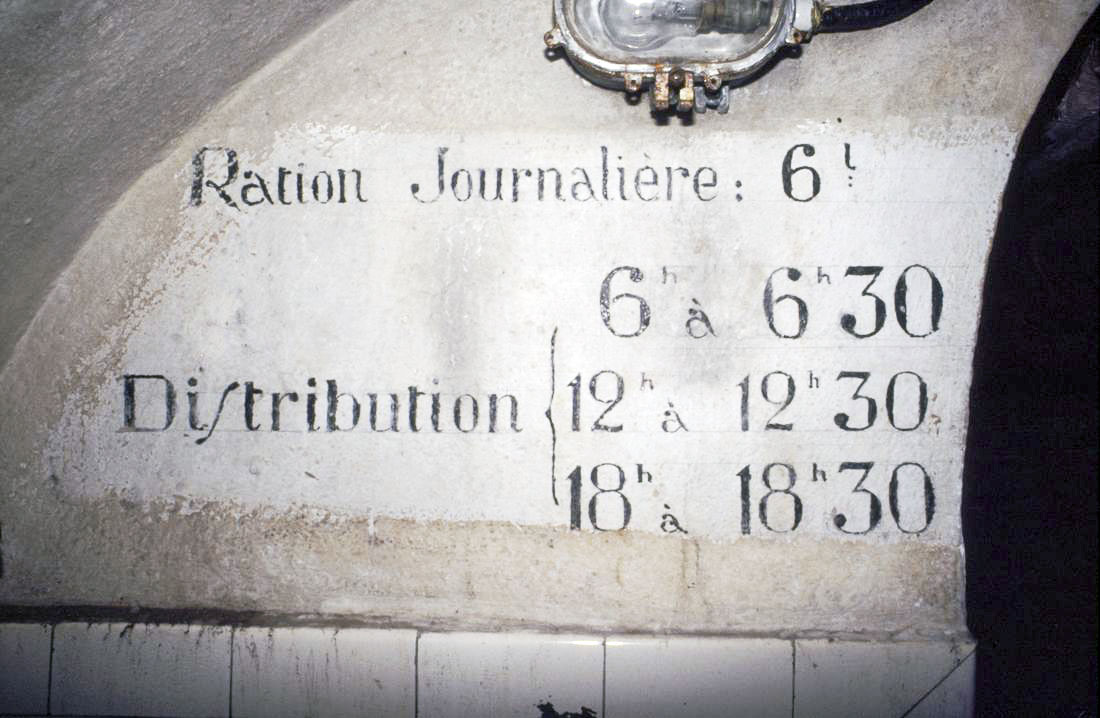 Ration Journalière : 6l
6h à 6h30
Distribution { 12h à 12h30
18h à 18h30